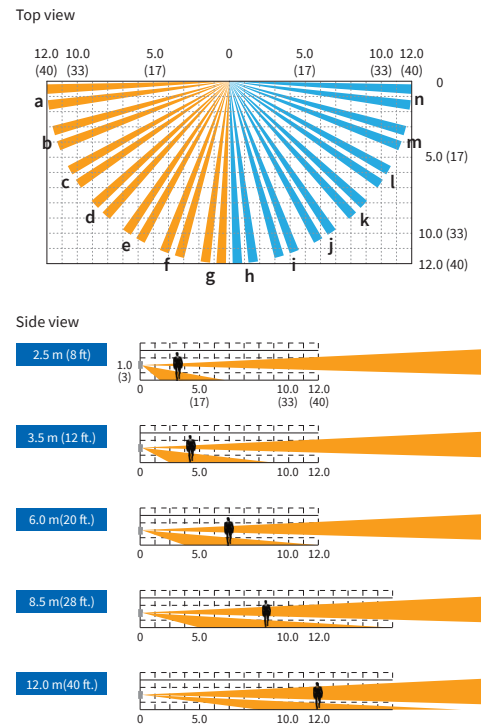 Top view
12.0 10.0 5.0 0 5.0 10.0 12.0
(40) (33) (17) (17) (33) (40)
0
a n
b m
5.0 (17)
c l
d k
e j
10.0 (33)
f i
g h
12.0 (40)
Side view
2.5 m (8 ft)
1.0
(3)
0 5.0 10.0 12.0
(17) (33) (40)
3.5 m (12 ft.)
0 5.0 10.0 12.0
6.0 m(20 ft.)
0 5.0 10.0 12.0
8.5 m(28 ft.)
0 5.0 10.0 12.0
12.0 m(40 ft.)
0 5.0 10.0 12.0